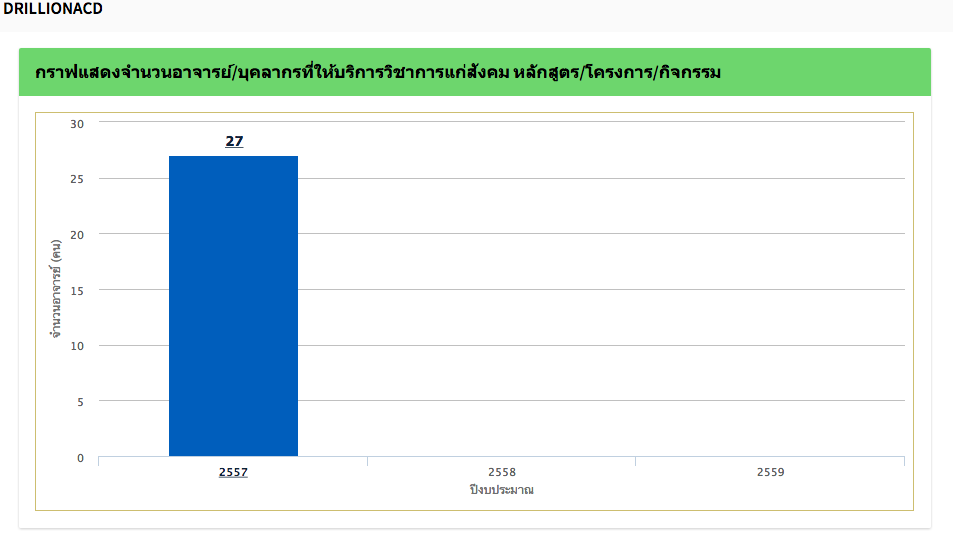 DRILLIONACD
กราฟแสดงจำนวนอาจารย์/บุคลากรที่ให้บริการวิชาการแก่สังคม หลักสูตร/โครงการ/กิจกรรม
30
27
25
20
จำนวนอาจารย์ (คน)
15
10
5
0
2557 2558 2559
ปีงบประมาณ